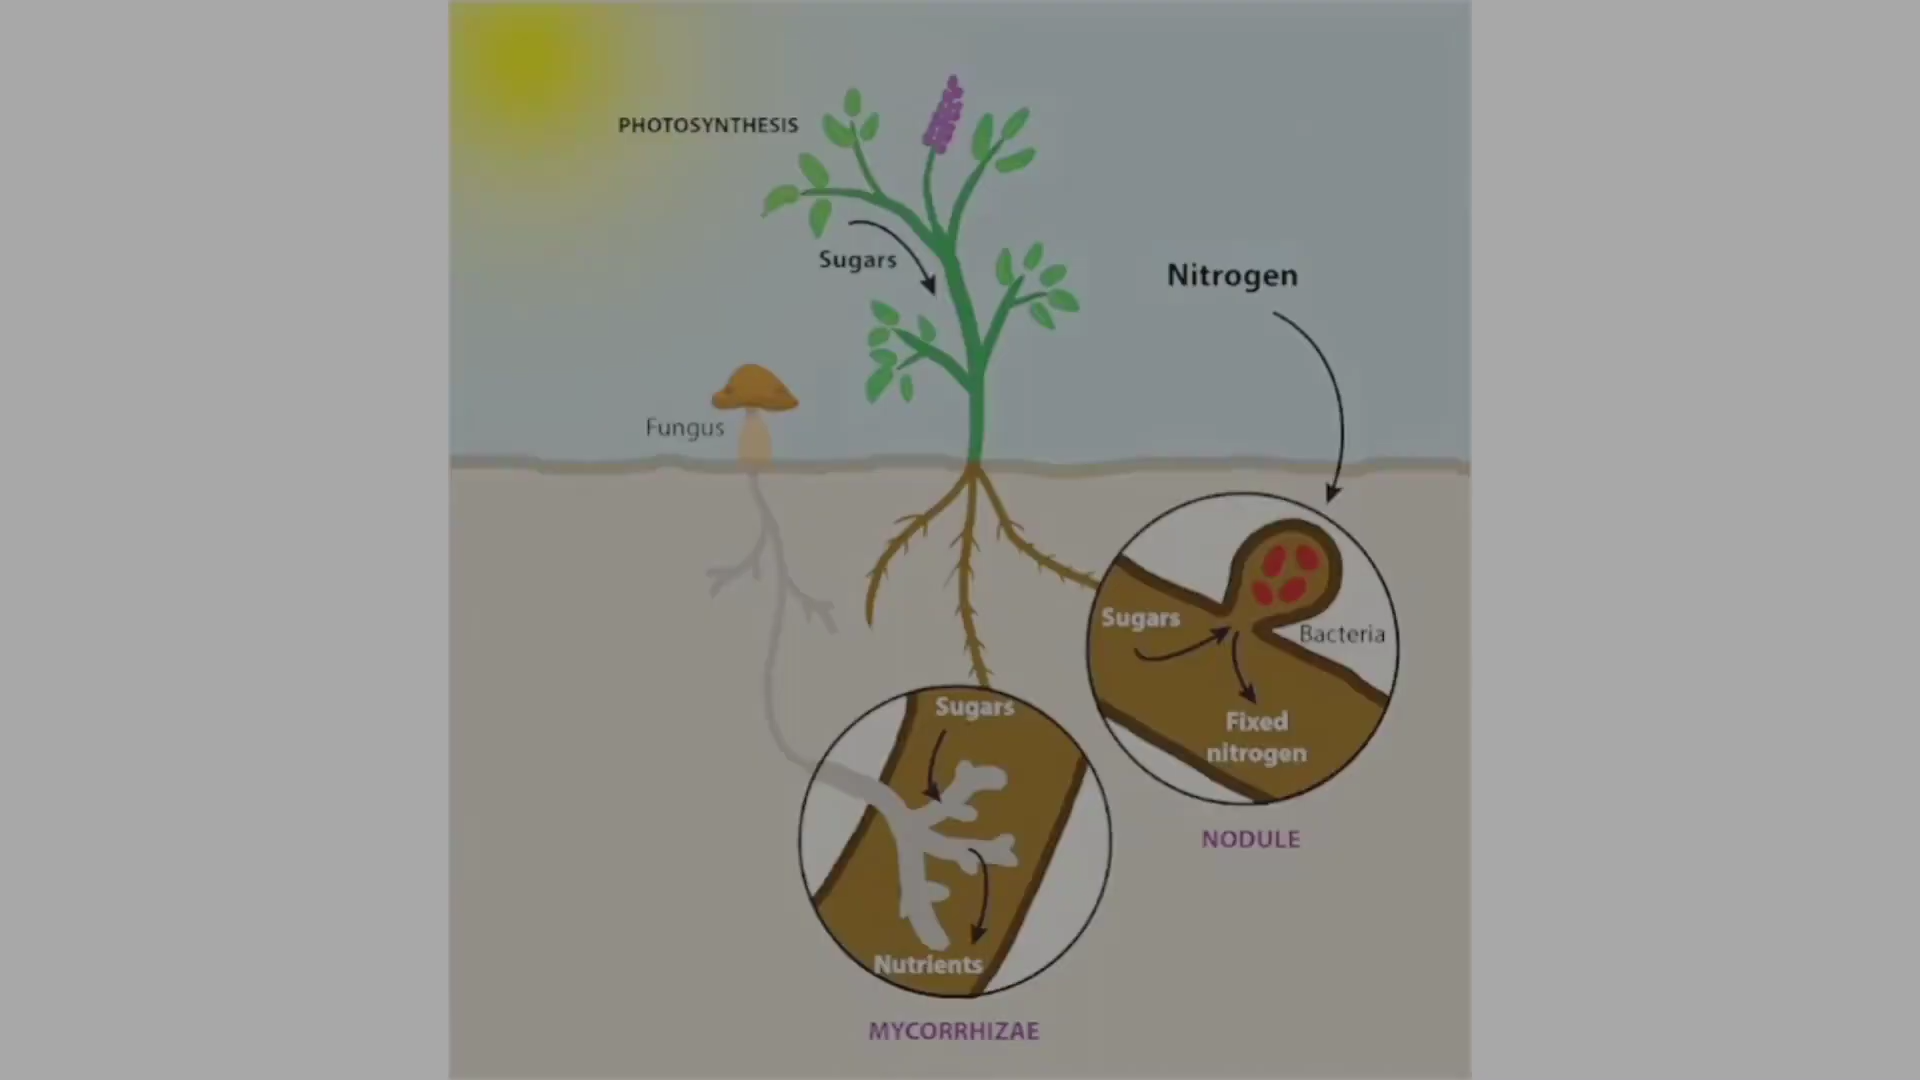 PHOTOSYNTHESIS
Sugars
Nitrogen
Fungus
Sugars
Bacteria
Fixed
nitrogen
NODULE
Sugars
Nutrients
MYCORRHIZAE